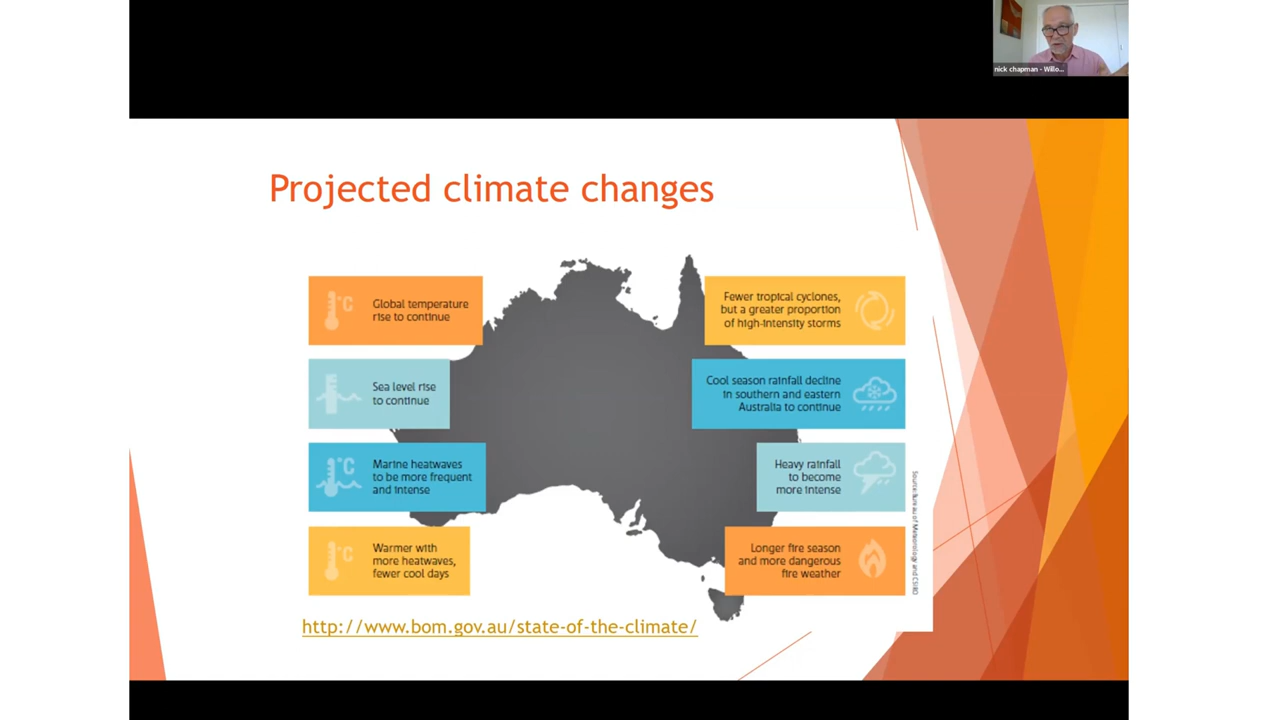 nick chapman - Willo...
Projected climate changes
°C
Global temperature
rise to continue
Sea level rise
to continue
°C
Marine heatwaves
to be more frequent
and intense
°C
Warmer with
more heatwaves,
fewer cool days
Fewer tropical cyclones,
but a greater proportion
of high-intensity storms
Cool season rainfall decline
in southern and eastern
Australia to continue
Heavy rainfall
to become
more intense
Longer fire season
and more dangerous
fire weather
Source: Bureau of Meteorology and CSIRO
http://www.bom.gov.au/state-of-the-climate/